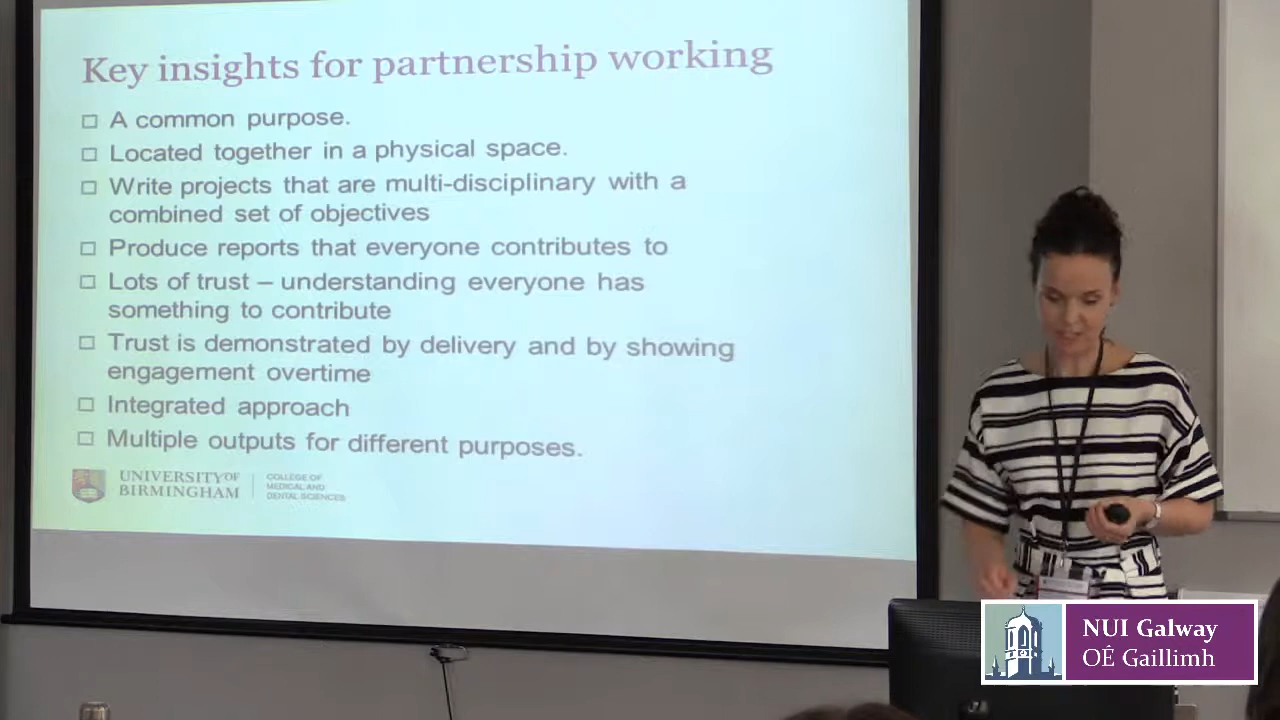 Key insights for partnership working
A common purpose.
Located together in a physical space.
Write projects that are multi-disciplinary with a
combined set of objectives
Produce reports that everyone contributes to
Lots of trust – understanding everyone has
something to contribute
Trust is demonstrated by delivery and by showing
engagement overtime
Integrated approach
Multiple outputs for different purposes.
UNIVERSITY OF
BIRMINGHAM
COLLEGE OF
MEDICAL AND
DENTAL SCIENCES
NUI Galway
OÉ Gaillimh